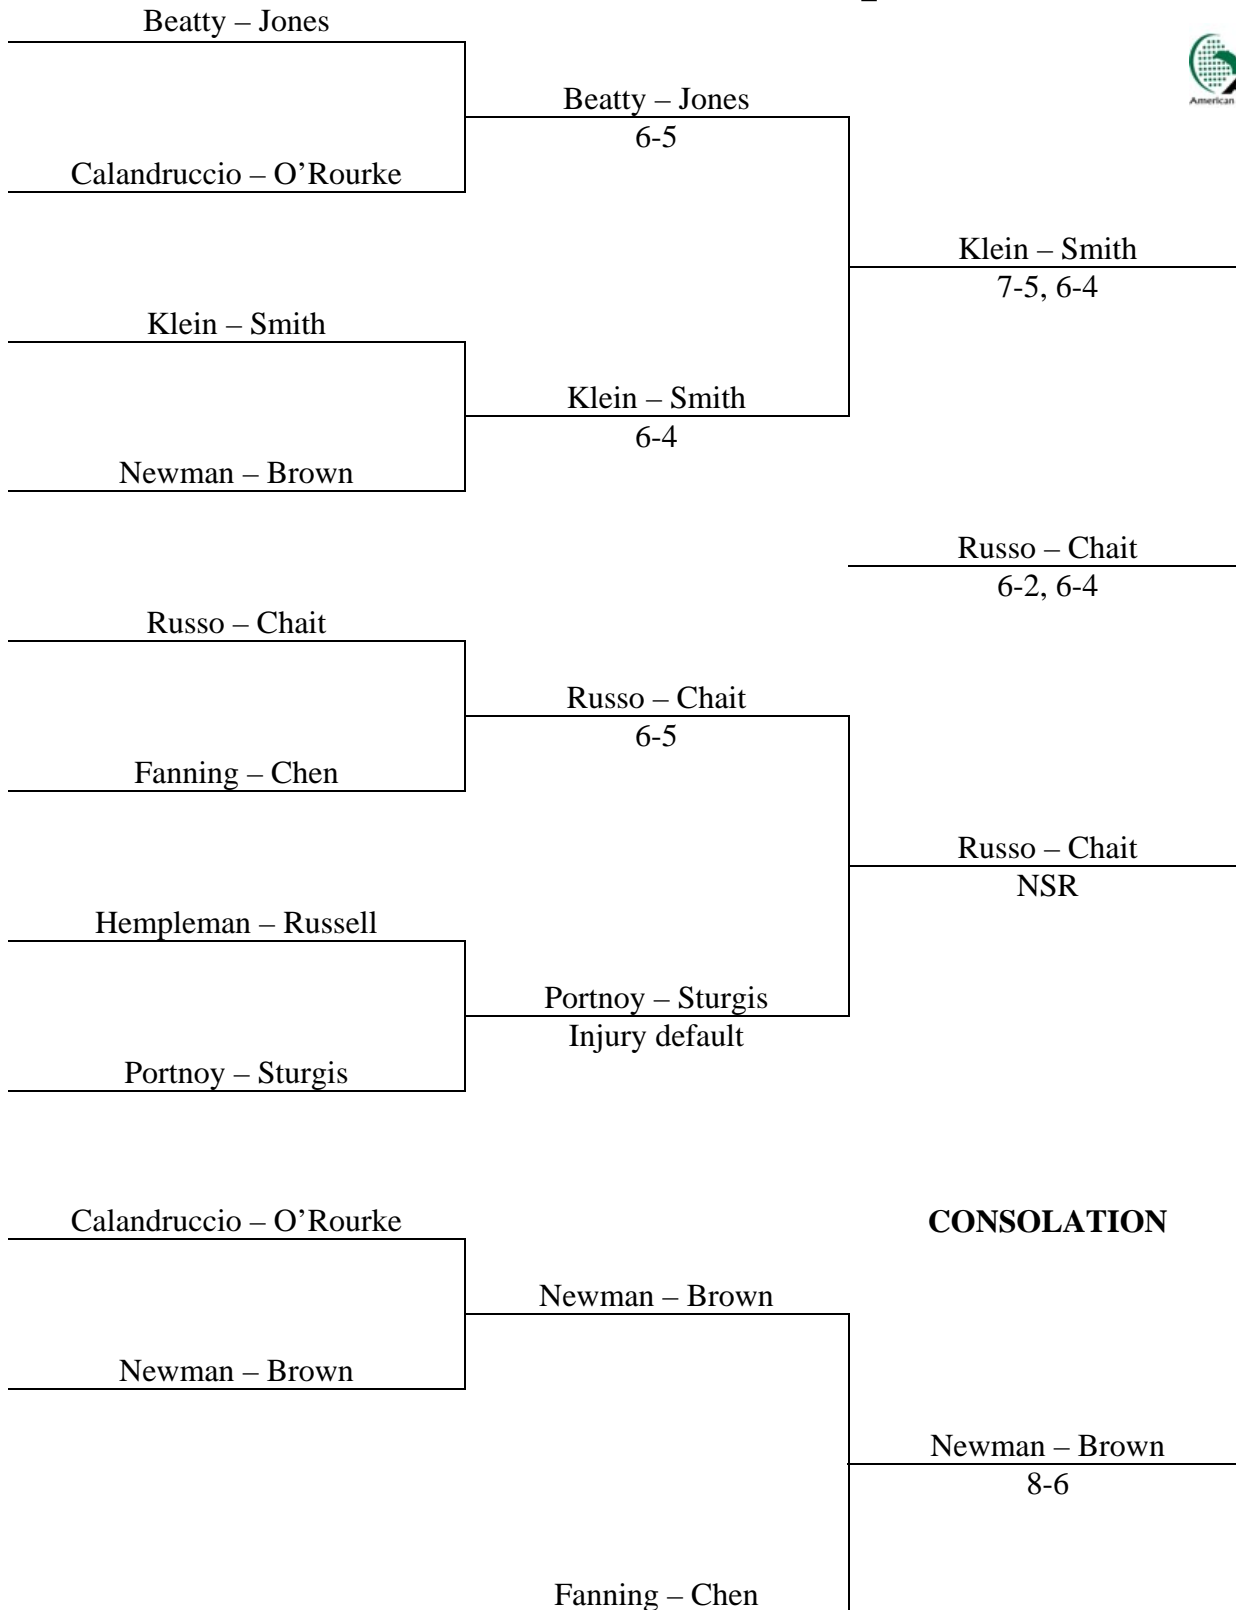 Beatty – Jones
American
Beatty – Jones
6-5
Calandruccio – O’Rourke
Klein – Smith
7-5, 6-4
Klein – Smith
Klein – Smith
6-4
Newman – Brown
Russo – Chait
6-2, 6-4
Russo – Chait
Russo – Chait
6-5
Fanning – Chen
Russo – Chait
NSR
Hempleman – Russell
Portnoy – Sturgis
Injury default
Portnoy – Sturgis
Calandruccio – O’Rourke
CONSOLATION
Newman – Brown
Newman – Brown
Newman – Brown
8-6
Fanning – Chen